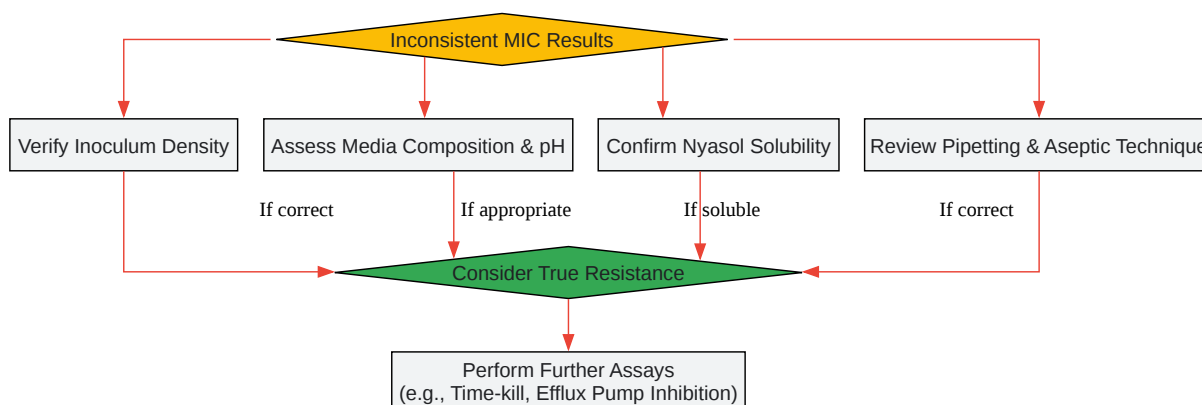 Inconsistent MIC Results
Verify Inoculum Density
Assess Media Composition & pH
Confirm Nyasol Solubility
Review Pipetting & Aseptic Technique
If correct
If appropriate
If soluble
If correct
Consider True Resistance
Perform Further Assays
(e.g., Time-kill, Efflux Pump Inhibition)